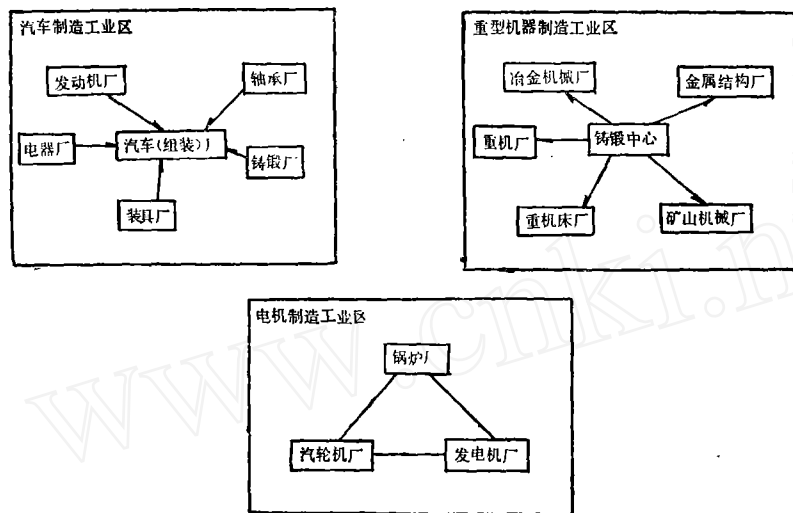 汽车制造工业区
发动机厂
轴承厂
电器厂
汽车(组装)厂
铸锻厂
装具厂
重型机器制造工业区
冶金机械厂
金属结构厂
重机厂
铸锻中心
重机床厂
矿山机械厂
电机制造工业区
锅炉厂
汽轮机厂
发电机厂
www.cnki.n